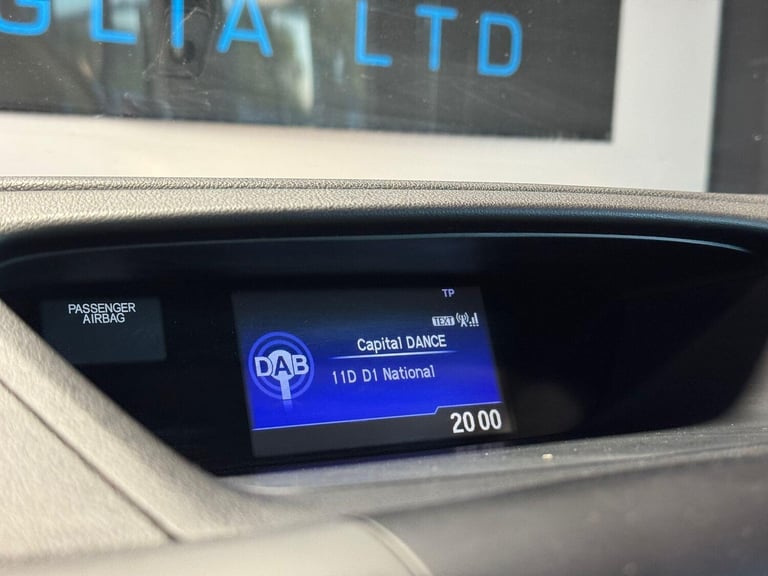 GLIA LTD
TP
PASSENGER
AIRBAG
TEXT
Capital DANCE
DAB
11D D1 National
20 00